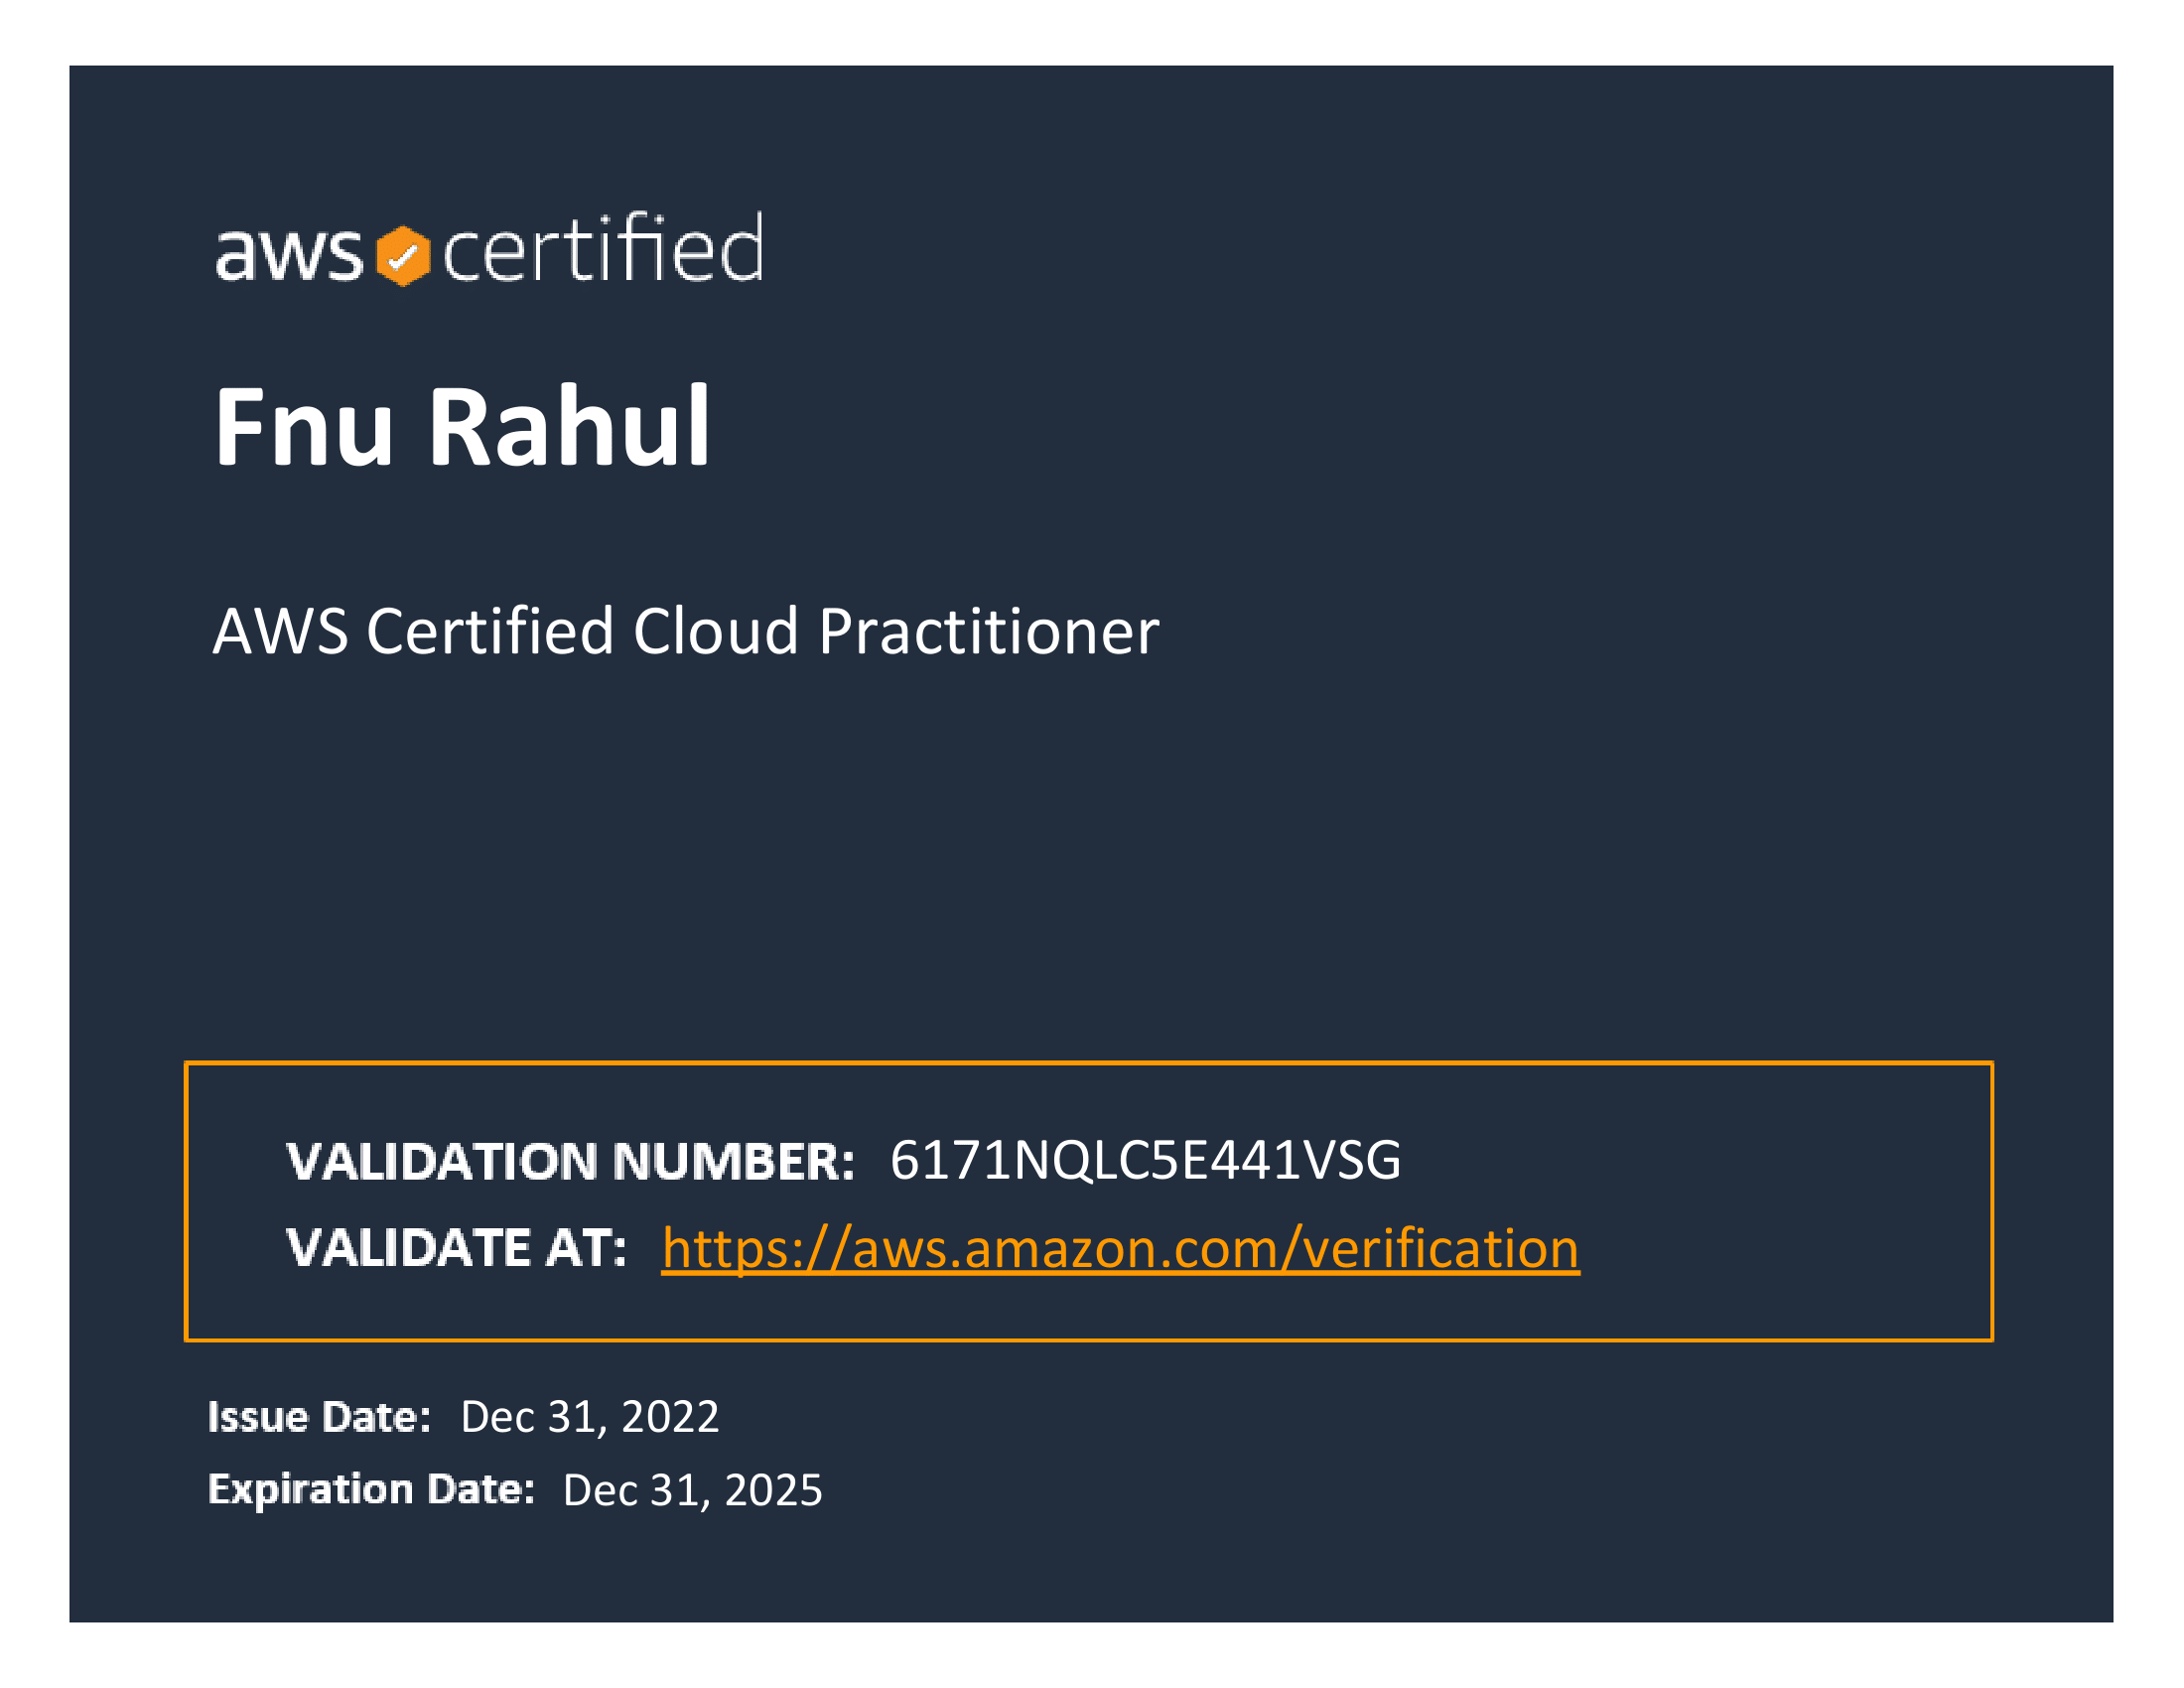 aws certified
Fnu Rahul
AWS Certified Cloud Practitioner
VALIDATION NUMBER: 6171NQLC5E441VSG
VALIDATE AT: https://aws.amazon.com/verification
Issue Date: Dec 31, 2022
Expiration Date: Dec 31, 2025